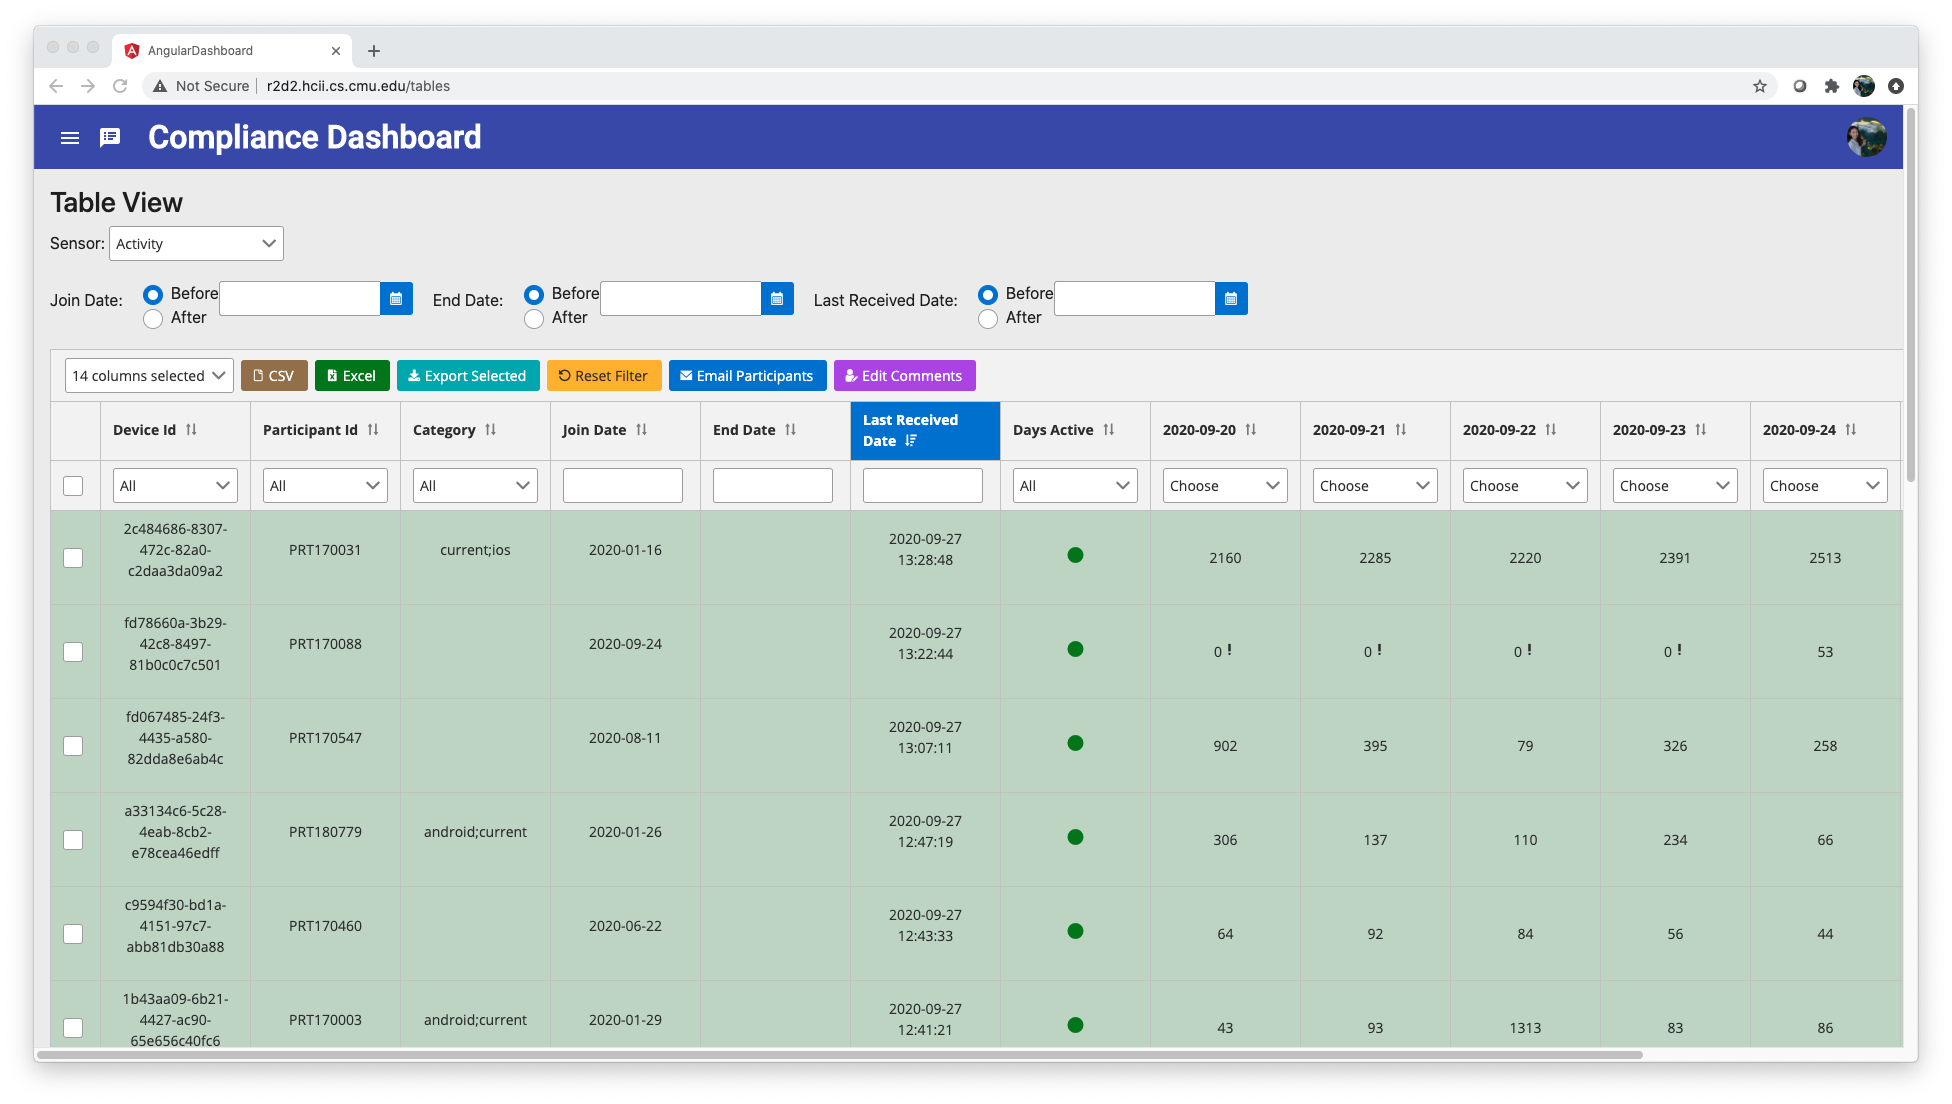 AngularDashboard
Not Secure r2d2.hcii.cs.cmu.edu/tables
Compliance Dashboard
Table View
Sensor: Activity
Join Date: Before End Date: Before Last Received Date: Before
After After After
14 columns selected CSV Excel Export Selected Reset Filter Email Participants Edit Comments
Device Id Participant Id Category Join Date End Date Last Received Date Days Active 2020-09-20 2020-09-21 2020-09-22 2020-09-23 2020-09-24
All All All All Choose Choose Choose Choose Choose
2c484686-8307-472c-82a0-c2daa3da09a2 PRT170031 current;ios 2020-01-16 2020-09-27 13:28:48 2160 2285 2220 2391 2513
fd78660a-3b29-42c8-8497-81b0c0c7c501 PRT170088 2020-09-24 2020-09-27 13:22:44 0 ! 0 ! 0 ! 0 ! 53
fd067485-24f3-4435-a580-82dda8e6ab4c PRT170547 2020-08-11 2020-09-27 13:07:11 902 395 79 326 258
a33134c6-5c28-4eab-8cb2-e78cea46edff PRT180779 android;current 2020-01-26 2020-09-27 12:47:19 306 137 110 234 66
c9594f30-bd1a-4151-97c7-abb81db30a88 PRT170460 2020-06-22 2020-09-27 12:43:33 64 92 84 56 44
1b43aa09-6b21-4427-ac90-65e656c40fc6 PRT170003 android;current 2020-01-29 2020-09-27 12:41:21 43 93 1313 83 86